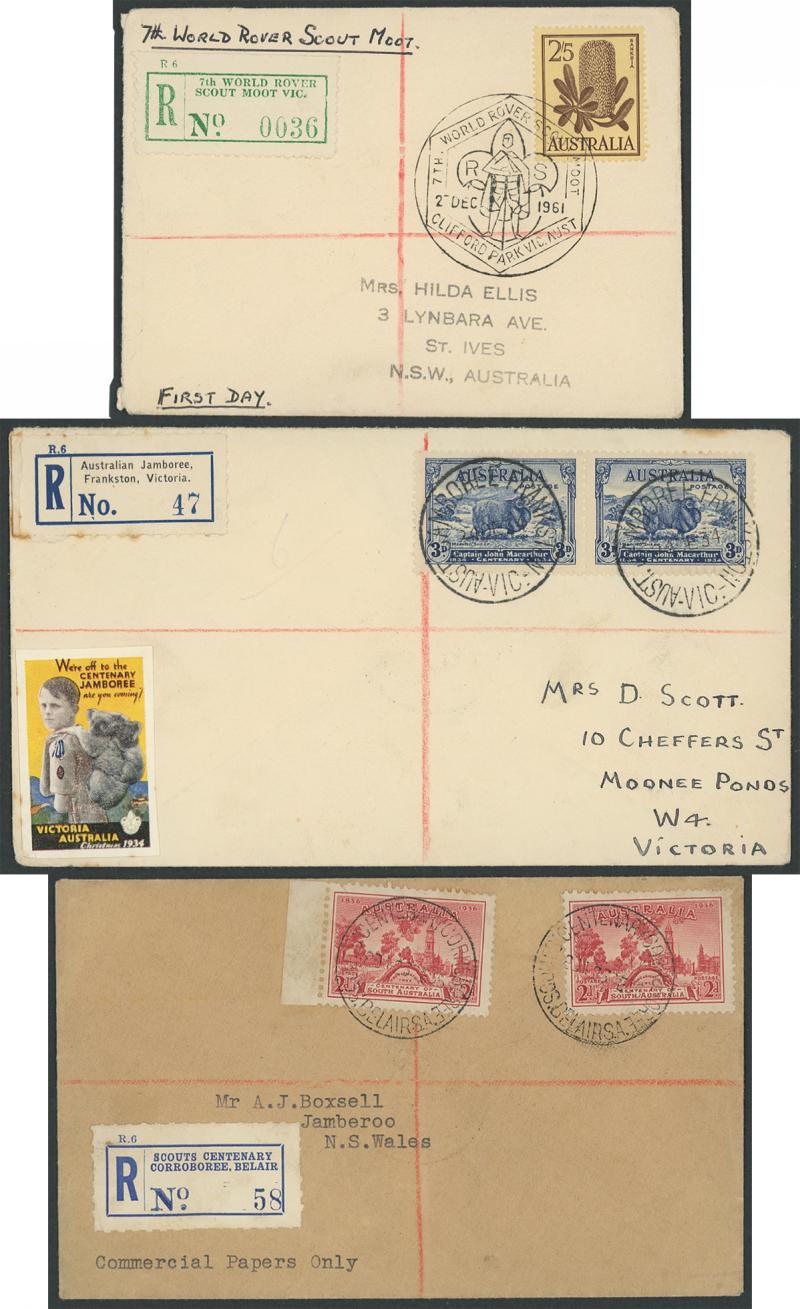 7th World Rover Scout Moot.
R 6
R
7th WORLD ROVER
SCOUT MOOT VIC.
No 0036
2/5
BANKSIA
AUSTRALIA
7TH. WORLD ROVER SCOUT MOOT
R S
2 DEC 1961
CLIFFORD PARK VIC. AUST
MRS. HILDA ELLIS
3 LYNBARA AVE.
ST. IVES
N.S.W., AUSTRALIA
First Day.
R.6
R
Australian Jamboree,
Frankston, Victoria.
No. 47
AUSTRALIA
POSTAGE
3D 3D
Captain John Macarthur
1834 - CENTENARY - 1934
AUSTRALIA
POSTAGE
3D 3D
Captain John Macarthur
1834 - CENTENARY - 1934
We're off to the
CENTENARY
JAMBOREE
are you coming?
VICTORIA
AUSTRALIA
Christmas 1934
MRS D. SCOTT.
10 CHEFFERS ST
MOONEE PONDS
W4.
VICTORIA
1836 1936
AUSTRALIA
POSTAGE
2d 2d
CENTENARY OF
SOUTH AUSTRALIA
1836 1936
AUSTRALIA
POSTAGE POSTAGE
2d 2d
CENTENARY OF
SOUTH AUSTRALIA
Mr A.J.Boxsell
Jamberoo
N.S.Wales
R.6
R
SCOUTS CENTENARY
CORROBOREE, BELAIR
No 58
Commercial Papers Only